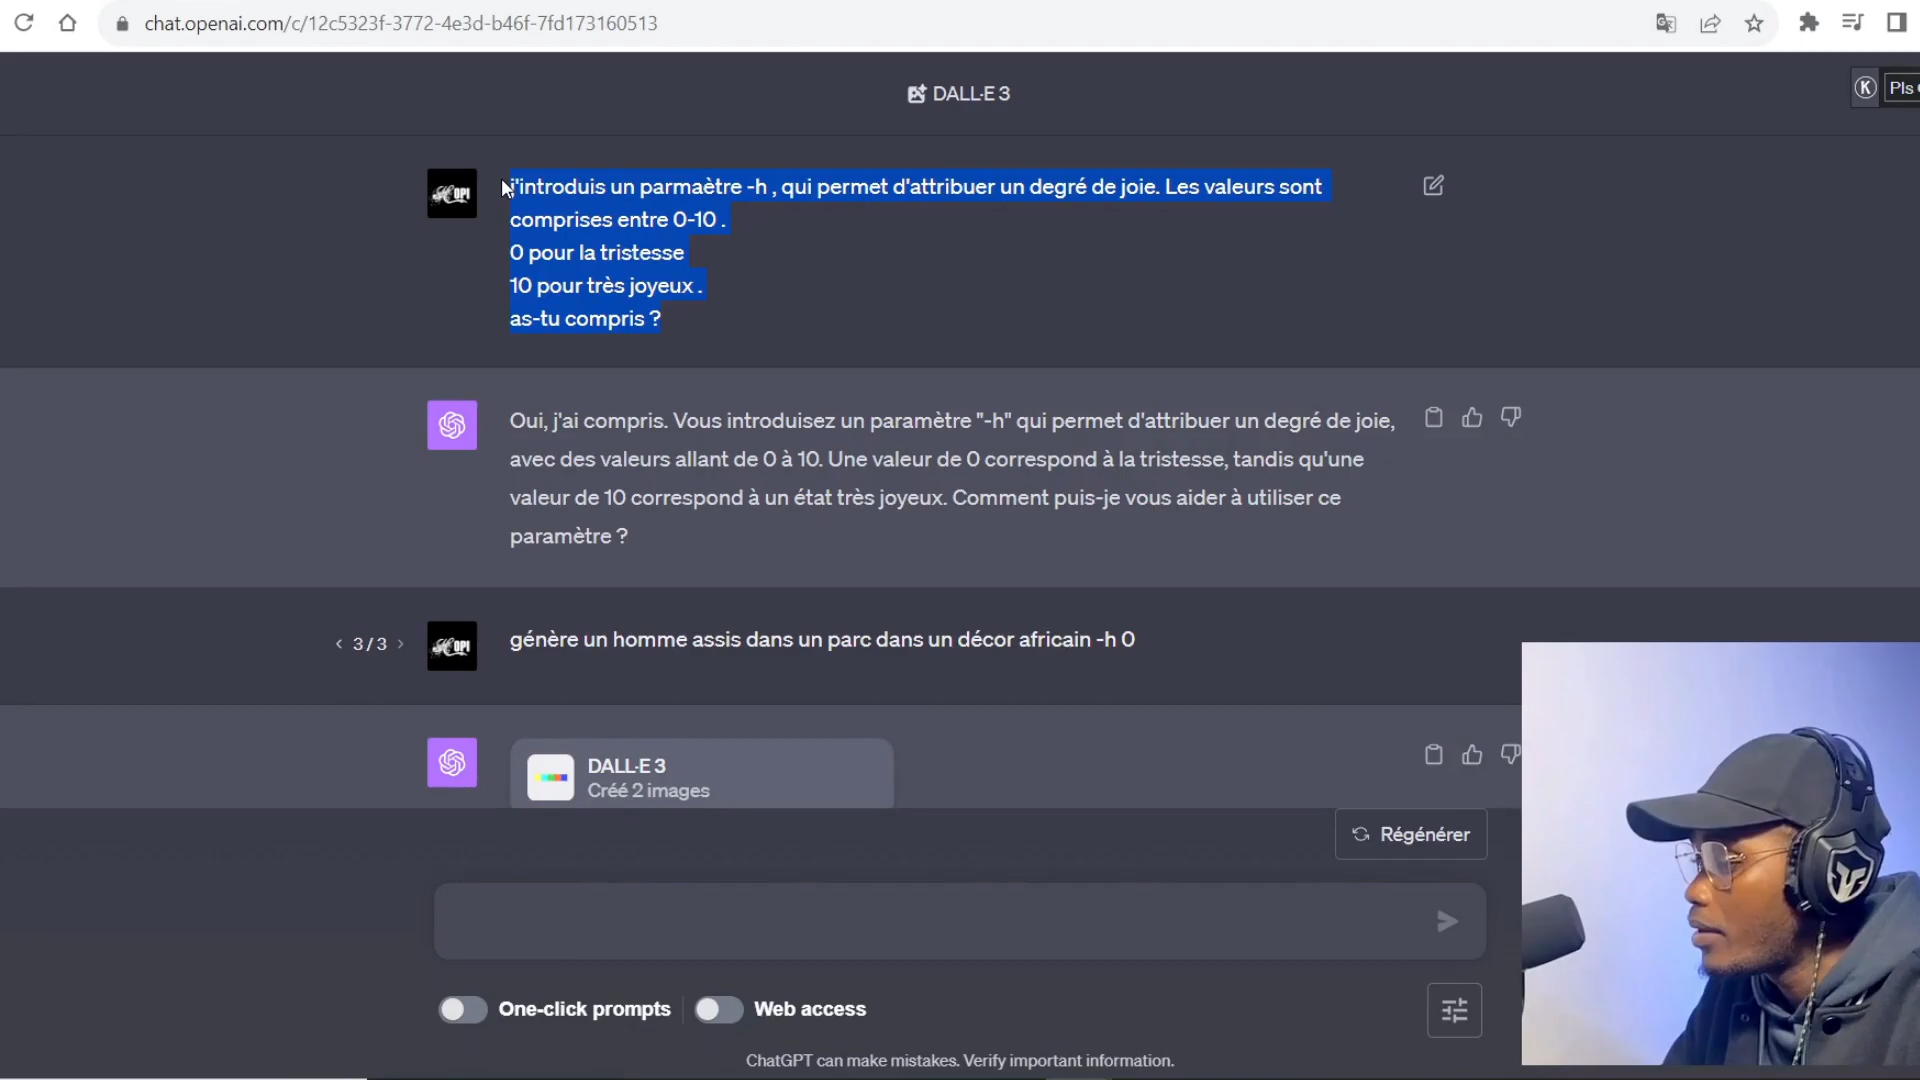 chat.openai.com/c/12c5323f-3772-4e3d-b46f-7fd173160513
DALL·E 3
K
Pls
OPI
j'introduis un parmaètre -h , qui permet d'attribuer un degré de joie. Les valeurs sont
comprises entre 0-10 .
0 pour la tristesse
10 pour très joyeux .
as-tu compris ?
Oui, j'ai compris. Vous introduisez un paramètre "-h" qui permet d'attribuer un degré de joie,
avec des valeurs allant de 0 à 10. Une valeur de 0 correspond à la tristesse, tandis qu'une
valeur de 10 correspond à un état très joyeux. Comment puis-je vous aider à utiliser ce
paramètre ?
< 3 / 3 >
OPI
génère un homme assis dans un parc dans un décor africain -h 0
DALL·E 3
Créé 2 images
Régénérer
One-click prompts
Web access
ChatGPT can make mistakes. Verify important information.